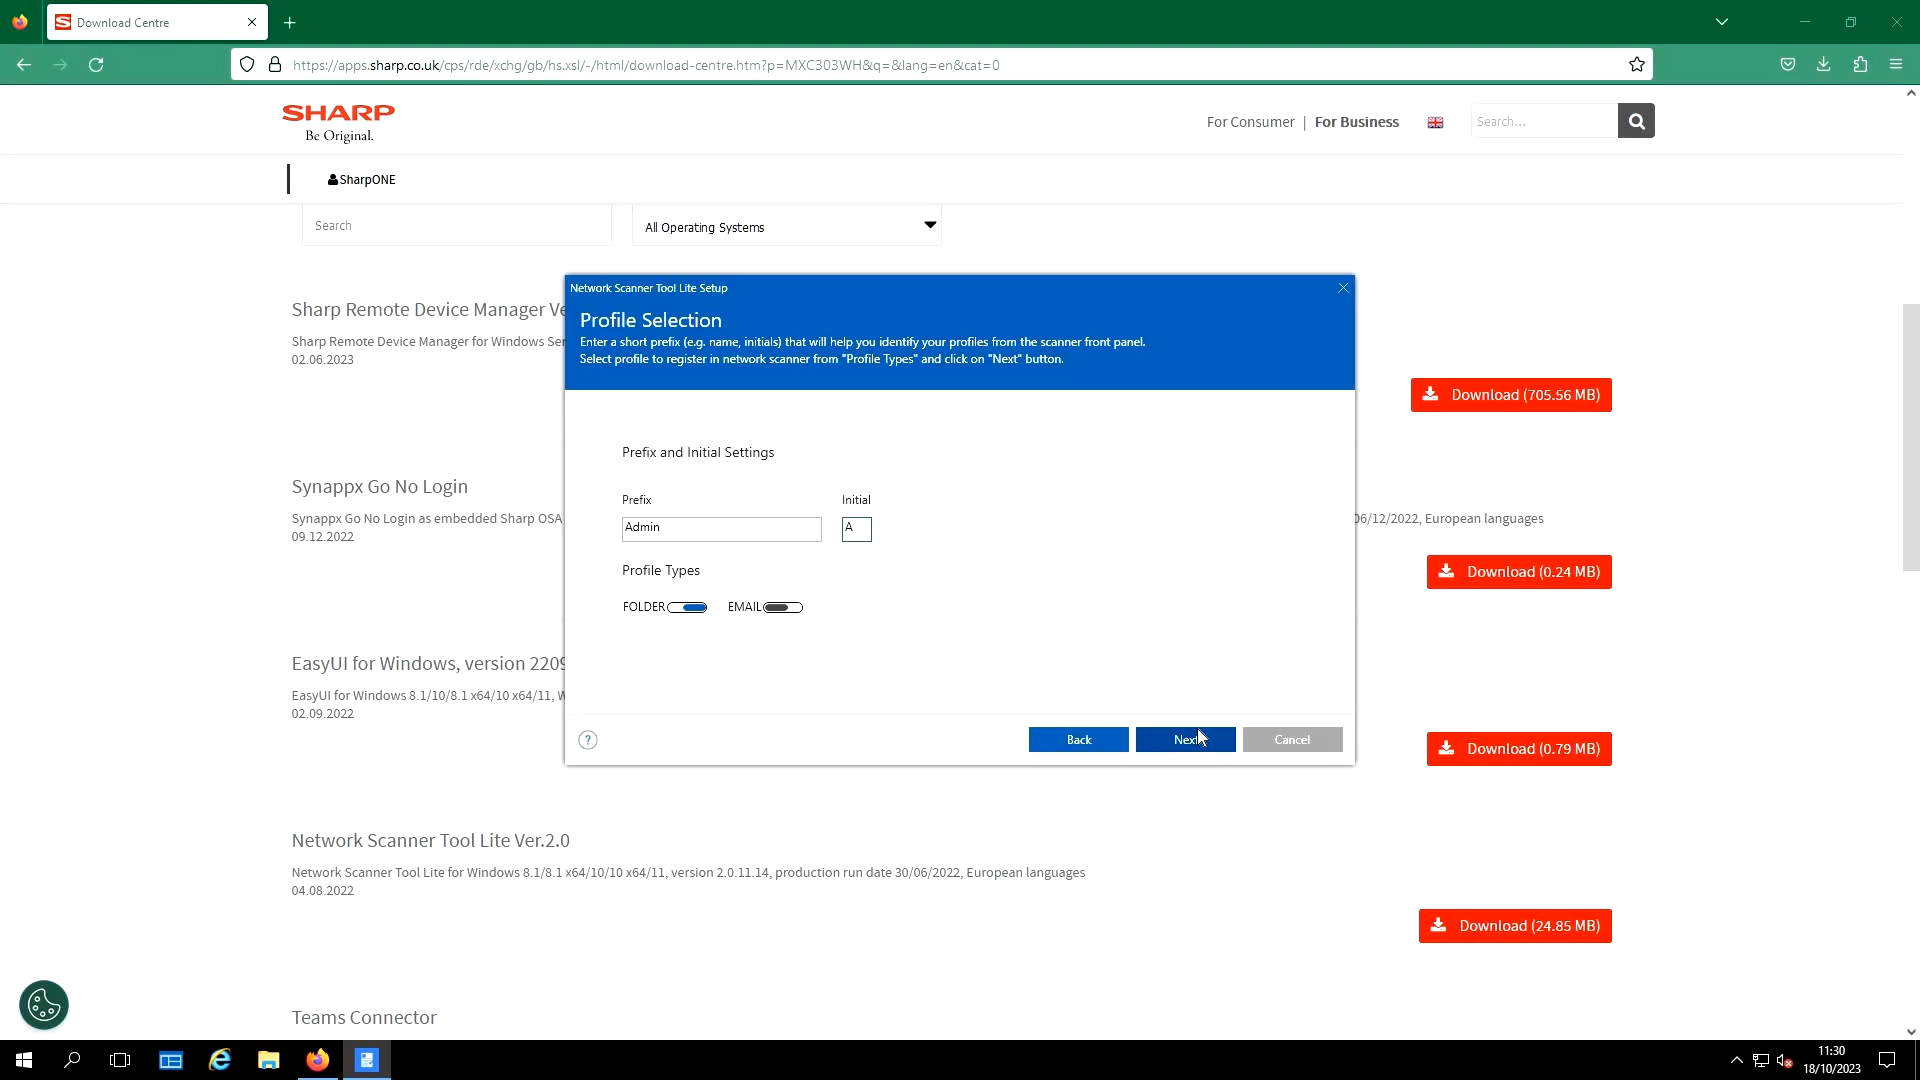 Download Centre
https://apps.sharp.co.uk/cps/rde/xchg/gb/hs.xsl/-/html/download-centre.htm?p=MXC303WH&q=&lang=en&cat=0
SHARP
Be Original.
For Consumer | For Business
Search...
SharpONE
Search
All Operating Systems
Network Scanner Tool Lite Setup
Profile Selection
Enter a short prefix (e.g. name, initials) that will help you identify your profiles from the scanner front panel.
Select profile to register in network scanner from "Profile Types" and click on "Next" button.
Prefix and Initial Settings
Prefix
Initial
Admin
A
Profile Types
FOLDER
EMAIL
?
Back
Next
Cancel
Sharp Remote Device Manager Ve
Sharp Remote Device Manager for Windows Ser
02.06.2023
Download (705.56 MB)
Synappx Go No Login
Synappx Go No Login as embedded Sharp OSA
06/12/2022, European languages
09.12.2022
Download (0.24 MB)
EasyUI for Windows, version 2209
EasyUI for Windows 8.1/10/8.1 x64/10 x64/11, W
02.09.2022
Download (0.79 MB)
Network Scanner Tool Lite Ver.2.0
Network Scanner Tool Lite for Windows 8.1/8.1 x64/10/10 x64/11, version 2.0.11.14, production run date 30/06/2022, European languages
04.08.2022
Download (24.85 MB)
Teams Connector
11:30
18/10/2023